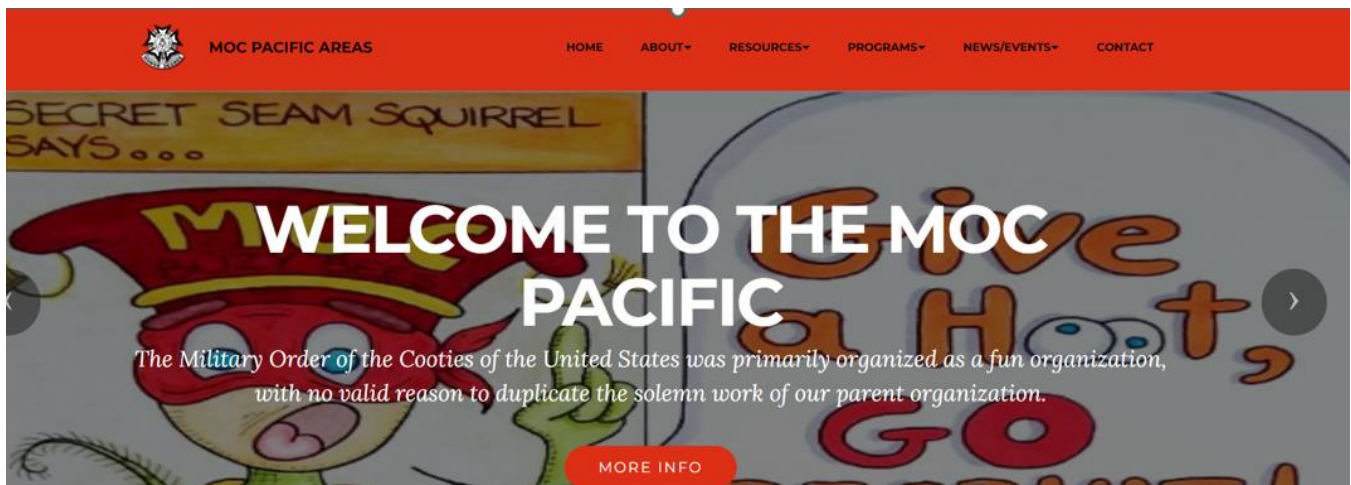 MOC PACIFIC AREAS
HOME
ABOUT
RESOURCES
PROGRAMS
NEWS/EVENTS
CONTACT
SECRET SEAM SQUIRREL
SAYS...
MOC
Give
a Hoot,
GO
WELCOME TO THE MOC
PACIFIC
The Military Order of the Cooties of the United States was primarily organized as a fun organization,
with no valid reason to duplicate the solemn work of our parent organization.
MORE INFO